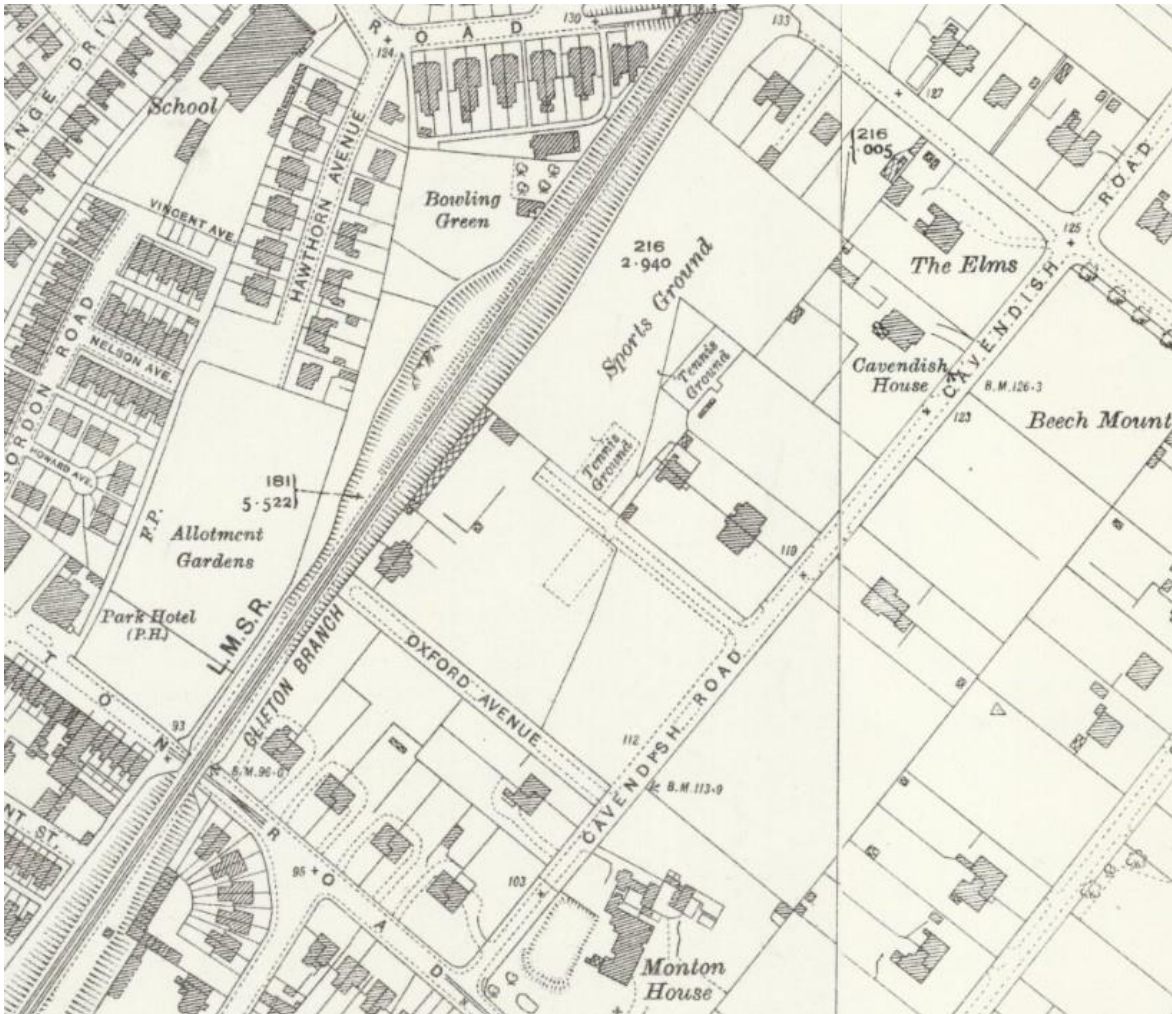 ROAD
130
133
124
127
School
HAWTHORN AVENUE
216
.005
ROAD
Bowling
Green
VINCENT AVE.
125
216
2.940
Sports Ground
The Elms
GORDON ROAD
NELSON AVE.
Tennis
Ground
Cavendish
House
CAVENDISH
B.M.126.3
123
Beech Mount
HOWARD AVE.
Tennis
Ground
181
5.522
F.P.
Allotment
Gardens
119
Park Hotel
(P.H.)
L.M.S.R.
CLIFTON BRANCH
OXFORD AVENUE
TON
93
112
CAVENDISH ROAD
B.M.113.9
NT ST.
95
ROAD
103
Monton
House